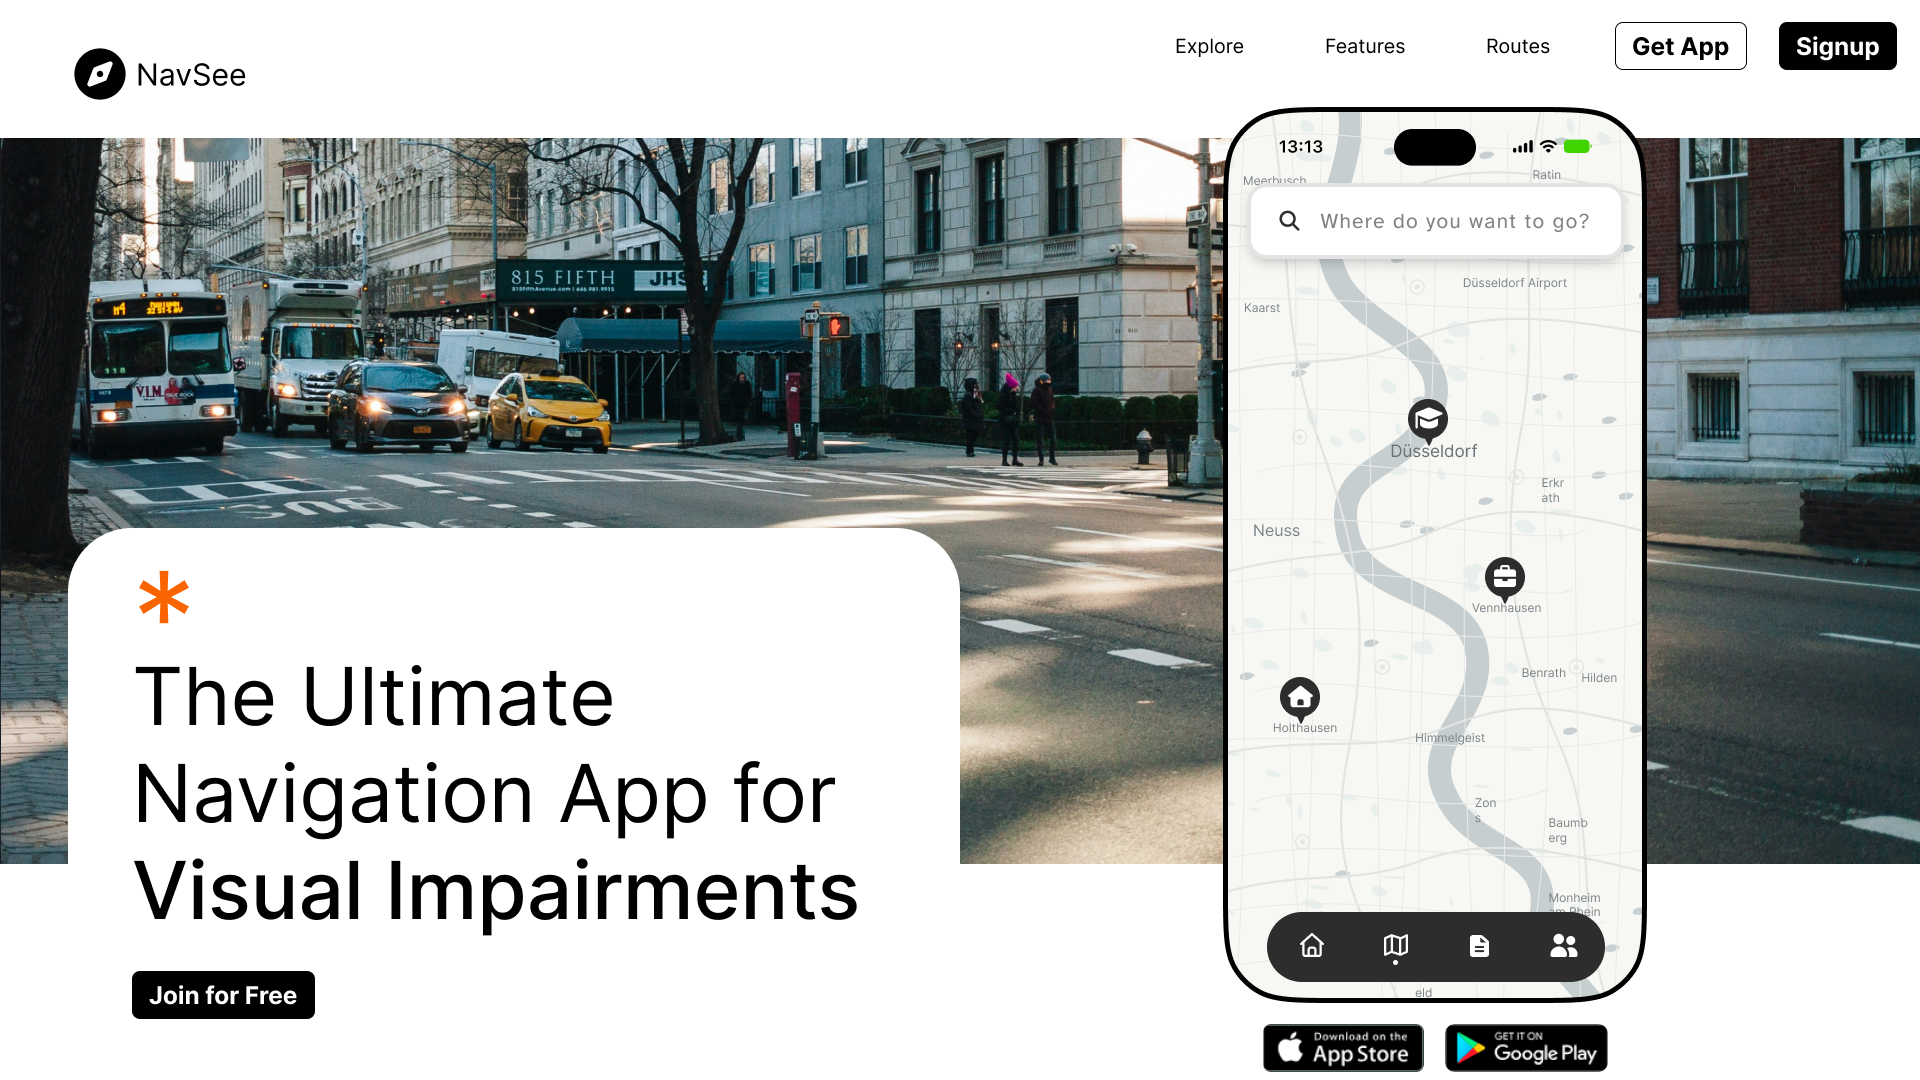 NavSee
Explore
Features
Routes
Get App
Signup
815 FIFTH
M4
V.I.M.
BUS
13:13
Meerbusch
Ratin
Where do you want to go?
Düsseldorf Airport
Kaarst
Düsseldorf
Erkr
ath
Neuss
Vennhausen
Benrath
Hilden
Holthausen
Himmelgeist
Zon
s
Baumb
erg
Monheim
am Rhein
eld
*
The Ultimate
Navigation App for
Visual Impairments
Join for Free
Download on the
App Store
GET IT ON
Google Play